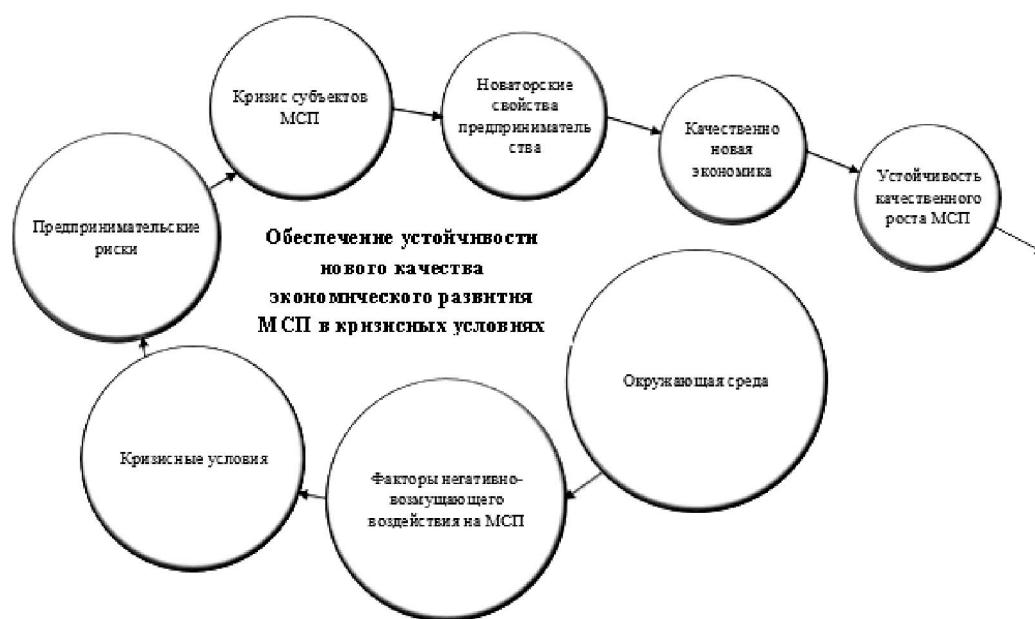 Кризис субъектов
МСП
Новаторские
свойства
предприниматель
ства
Качественно
новая
экономика
Устойчивость
качественного
роста МСП
Предпринимательские
риски
Обеспечение устойчивости
нового качества
экономического развития
МСП в кризисных условиях
Окружающая среда
Кризисные условия
Факторы негативно-
возмущающего
воздействия на МСП